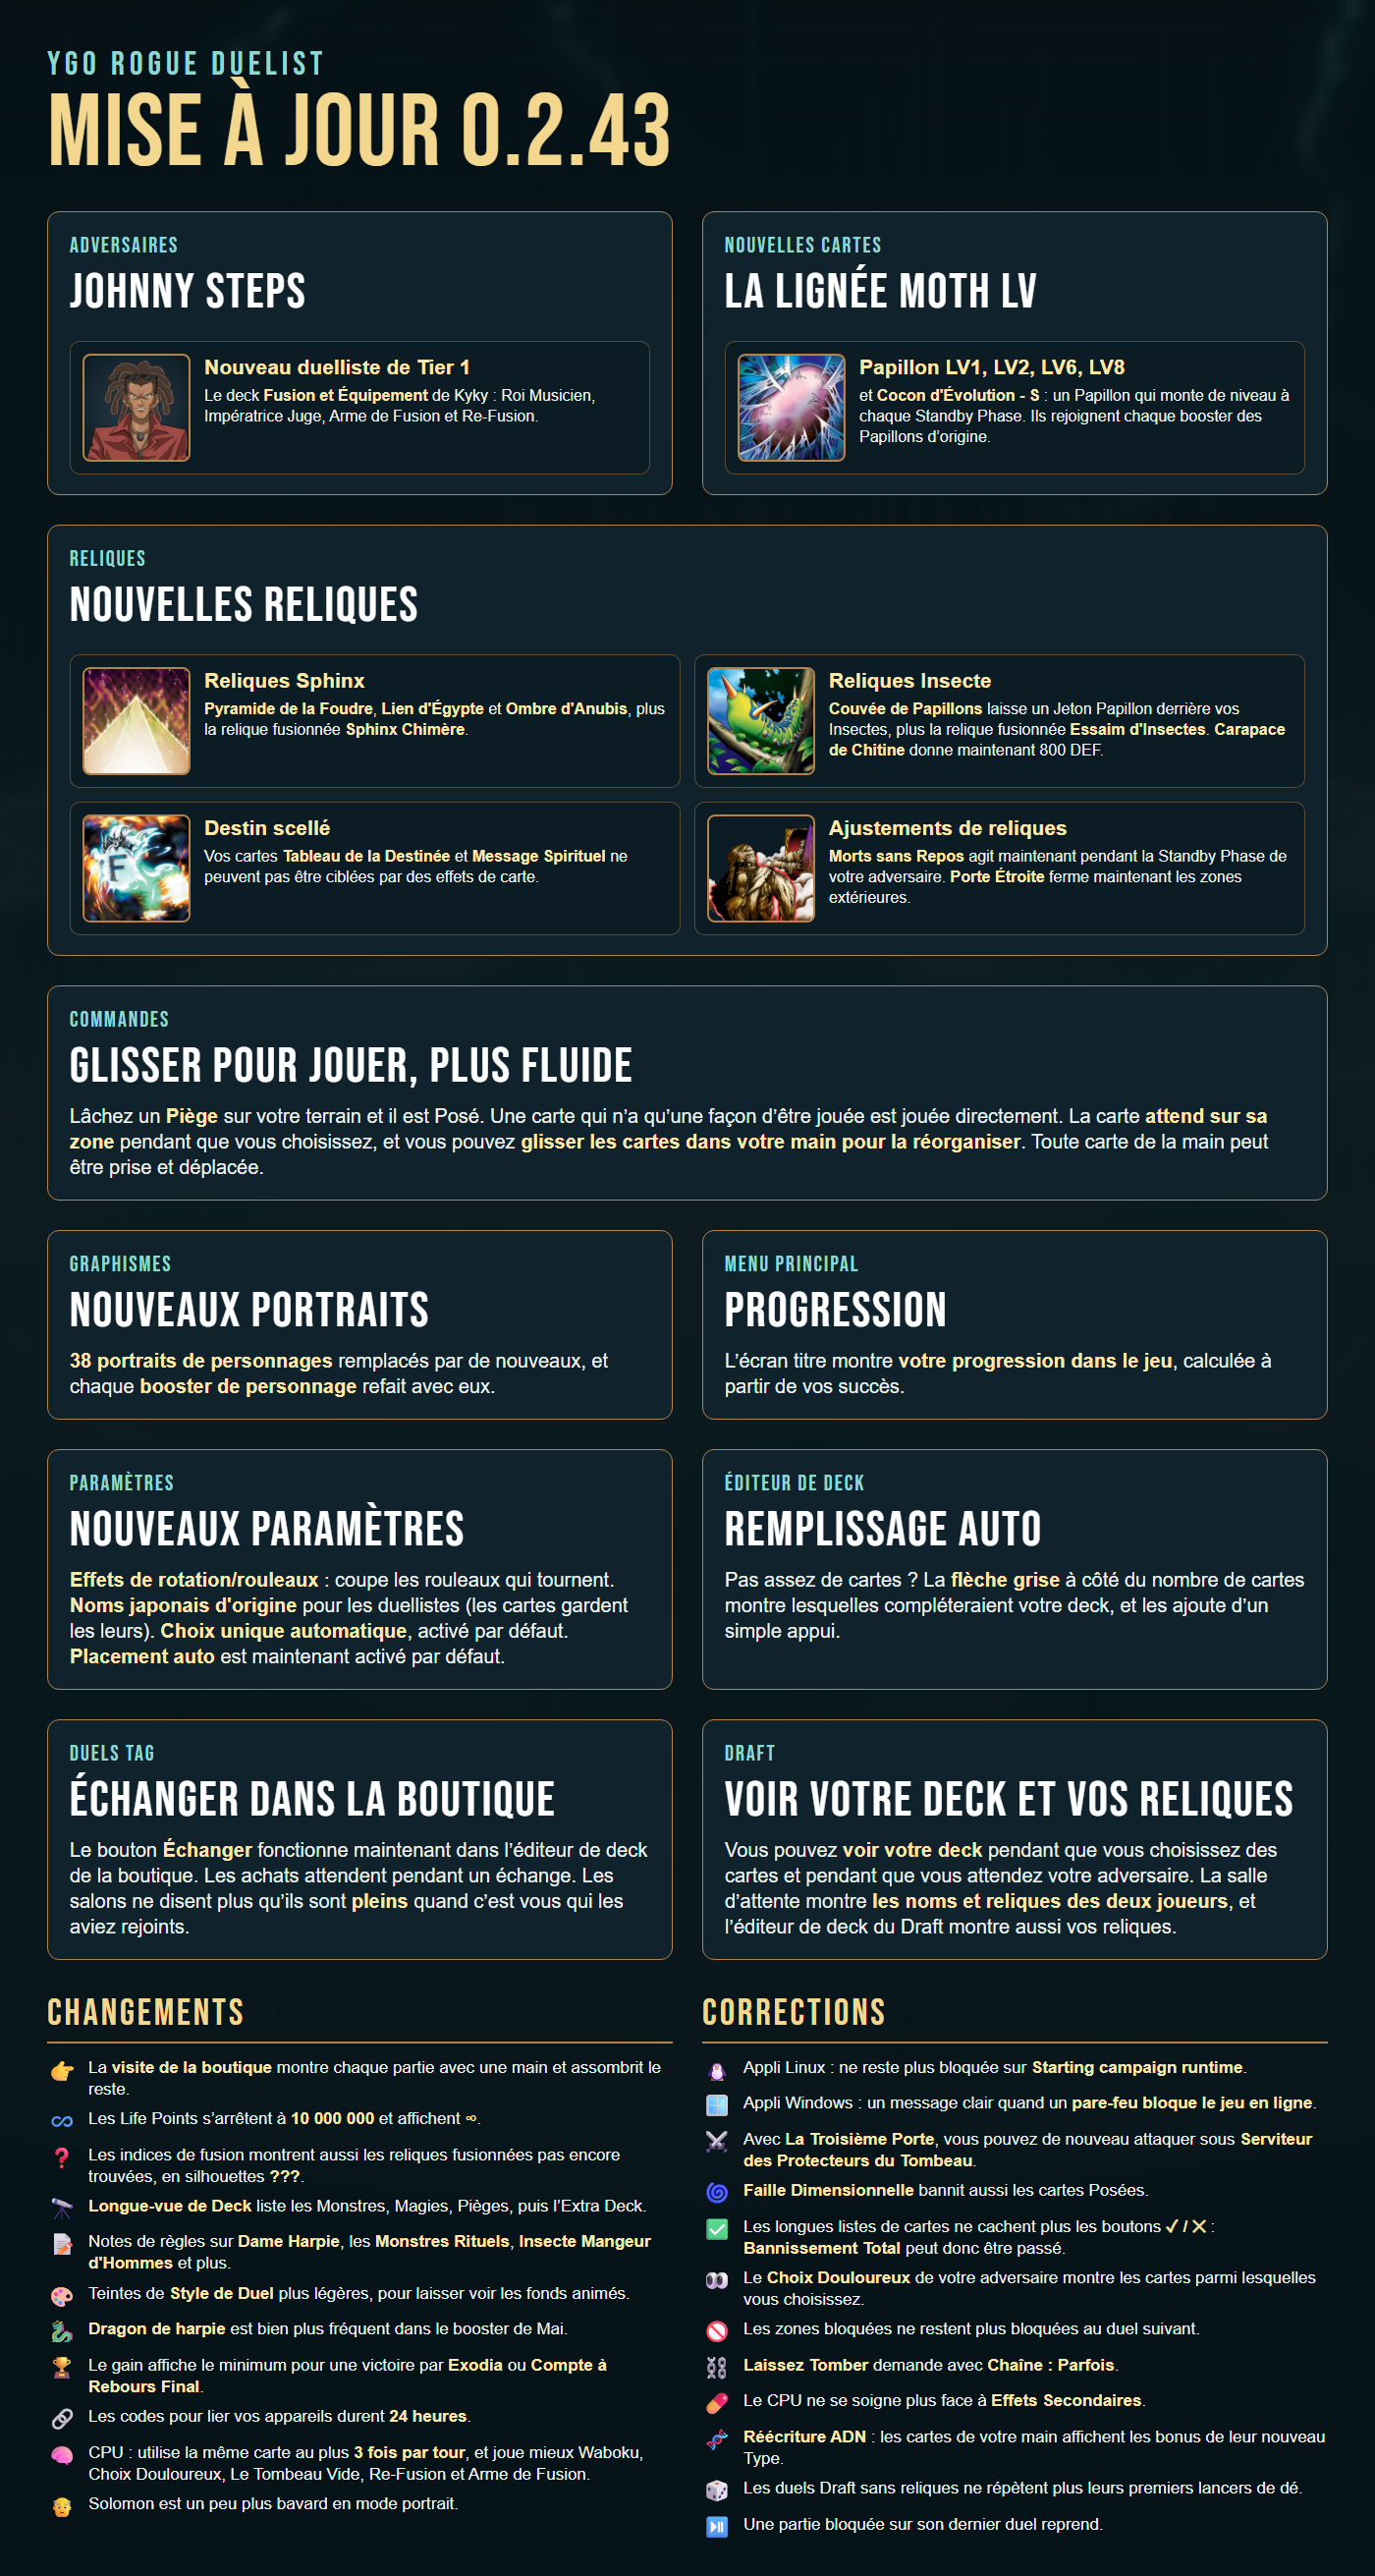 YGO ROGUE DUELIST
MISE À JOUR 0.2.43
ADVERSAIRES
JOHNNY STEPS
Nouveau duelliste de Tier 1
Le deck Fusion et Équipement de Kyky : Roi Musicien,
Impératrice Juge, Arme de Fusion et Re-Fusion.
NOUVELLES CARTES
LA LIGNÉE MOTH LV
Papillon LV1, LV2, LV6, LV8
et Cocon d'Évolution - S : un Papillon qui monte de niveau à
chaque Standby Phase. Ils rejoignent chaque booster des
Papillons d’origine.
RELIQUES
NOUVELLES RELIQUES
Reliques Sphinx
Pyramide de la Foudre, Lien d'Égypte et Ombre d'Anubis, plus
la relique fusionnée Sphinx Chimère.
Reliques Insecte
Couvée de Papillons laisse un Jeton Papillon derrière vos
Insectes, plus la relique fusionnée Essaim d'Insectes. Carapace
de Chitine donne maintenant 800 DEF.
F
Destin scellé
Vos cartes Tableau de la Destinée et Message Spirituel ne
peuvent pas être ciblées par des effets de carte.
Ajustements de reliques
Morts sans Repos agit maintenant pendant la Standby Phase de
votre adversaire. Porte Étroite ferme maintenant les zones
extérieures.
COMMANDES
GLISSER POUR JOUER, PLUS FLUIDE
Lâchez un Piège sur votre terrain et il est Posé. Une carte qui n’a qu’une façon d’être jouée est jouée directement. La carte attend sur sa
zone pendant que vous choisissez, et vous pouvez glisser les cartes dans votre main pour la réorganiser. Toute carte de la main peut
être prise et déplacée.
GRAPHISMES
NOUVEAUX PORTRAITS
38 portraits de personnages remplacés par de nouveaux, et
chaque booster de personnage refait avec eux.
MENU PRINCIPAL
PROGRESSION
L’écran titre montre votre progression dans le jeu, calculée à
partir de vos succès.
PARAMÈTRES
NOUVEAUX PARAMÈTRES
Effets de rotation/rouleaux : coupe les rouleaux qui tournent.
Noms japonais d'origine pour les duellistes (les cartes gardent
les leurs). Choix unique automatique, activé par défaut.
Placement auto est maintenant activé par défaut.
ÉDITEUR DE DECK
REMPLISSAGE AUTO
Pas assez de cartes ? La flèche grise à côté du nombre de cartes
montre lesquelles compléteraient votre deck, et les ajoute d’un
simple appui.
DUELS TAG
ÉCHANGER DANS LA BOUTIQUE
Le bouton Échanger fonctionne maintenant dans l’éditeur de deck
de la boutique. Les achats attendent pendant un échange. Les
salons ne disent plus qu’ils sont pleins quand c’est vous qui les
aviez rejoints.
DRAFT
VOIR VOTRE DECK ET VOS RELIQUES
Vous pouvez voir votre deck pendant que vous choisissez des
cartes et pendant que vous attendez votre adversaire. La salle
d’attente montre les noms et reliques des deux joueurs, et
l’éditeur de deck du Draft montre aussi vos reliques.
CHANGEMENTS
La visite de la boutique montre chaque partie avec une main et assombrit le
reste.
Les Life Points s’arrêtent à 10 000 000 et affichent ∞.
Les indices de fusion montrent aussi les reliques fusionnées pas encore
trouvées, en silhouettes ???.
Longue-vue de Deck liste les Monstres, Magies, Pièges, puis l’Extra Deck.
Notes de règles sur Dame Harpie, les Monstres Rituels, Insecte Mangeur
d'Hommes et plus.
Teintes de Style de Duel plus légères, pour laisser voir les fonds animés.
Dragon de harpie est bien plus fréquent dans le booster de Mai.
Le gain affiche le minimum pour une victoire par Exodia ou Compte à
Rebours Final.
Les codes pour lier vos appareils durent 24 heures.
CPU : utilise la même carte au plus 3 fois par tour, et joue mieux Waboku,
Choix Douloureux, Le Tombeau Vide, Re-Fusion et Arme de Fusion.
Solomon est un peu plus bavard en mode portrait.
CORRECTIONS
Appli Linux : ne reste plus bloquée sur Starting campaign runtime.
Appli Windows : un message clair quand un pare-feu bloque le jeu en ligne.
Avec La Troisième Porte, vous pouvez de nouveau attaquer sous Serviteur
des Protecteurs du Tombeau.
Faille Dimensionnelle bannit aussi les cartes Posées.
Les longues listes de cartes ne cachent plus les boutons ✓ / ✕ :
Bannissement Total peut donc être passé.
Le Choix Douloureux de votre adversaire montre les cartes parmi lesquelles
vous choisissez.
Les zones bloquées ne restent plus bloquées au duel suivant.
Laissez Tomber demande avec Chaîne : Parfois.
Le CPU ne se soigne plus face à Effets Secondaires.
Réécriture ADN : les cartes de votre main affichent les bonus de leur nouveau
Type.
Les duels Draft sans reliques ne répètent plus leurs premiers lancers de dé.
Une partie bloquée sur son dernier duel reprend.